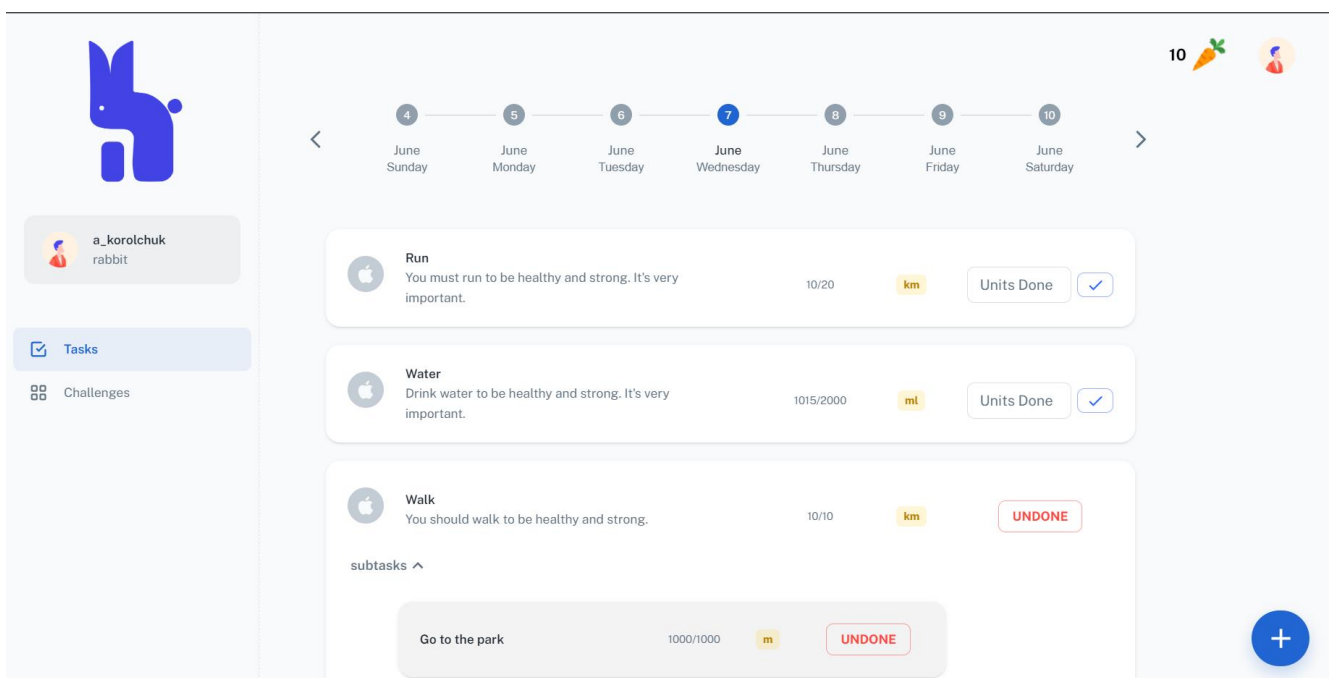 10
4 5 6 7 8 9 10
June June June June June June June
Sunday Monday Tuesday Wednesday Thursday Friday Saturday
a_korolchuk
rabbit
Tasks
Challenges
Run
You must run to be healthy and strong. It's very
important.
10/20 km Units Done
Water
Drink water to be healthy and strong. It's very
important.
1015/2000 ml Units Done
Walk
You should walk to be healthy and strong.
10/10 km UNDONE
subtasks
Go to the park 1000/1000 m UNDONE